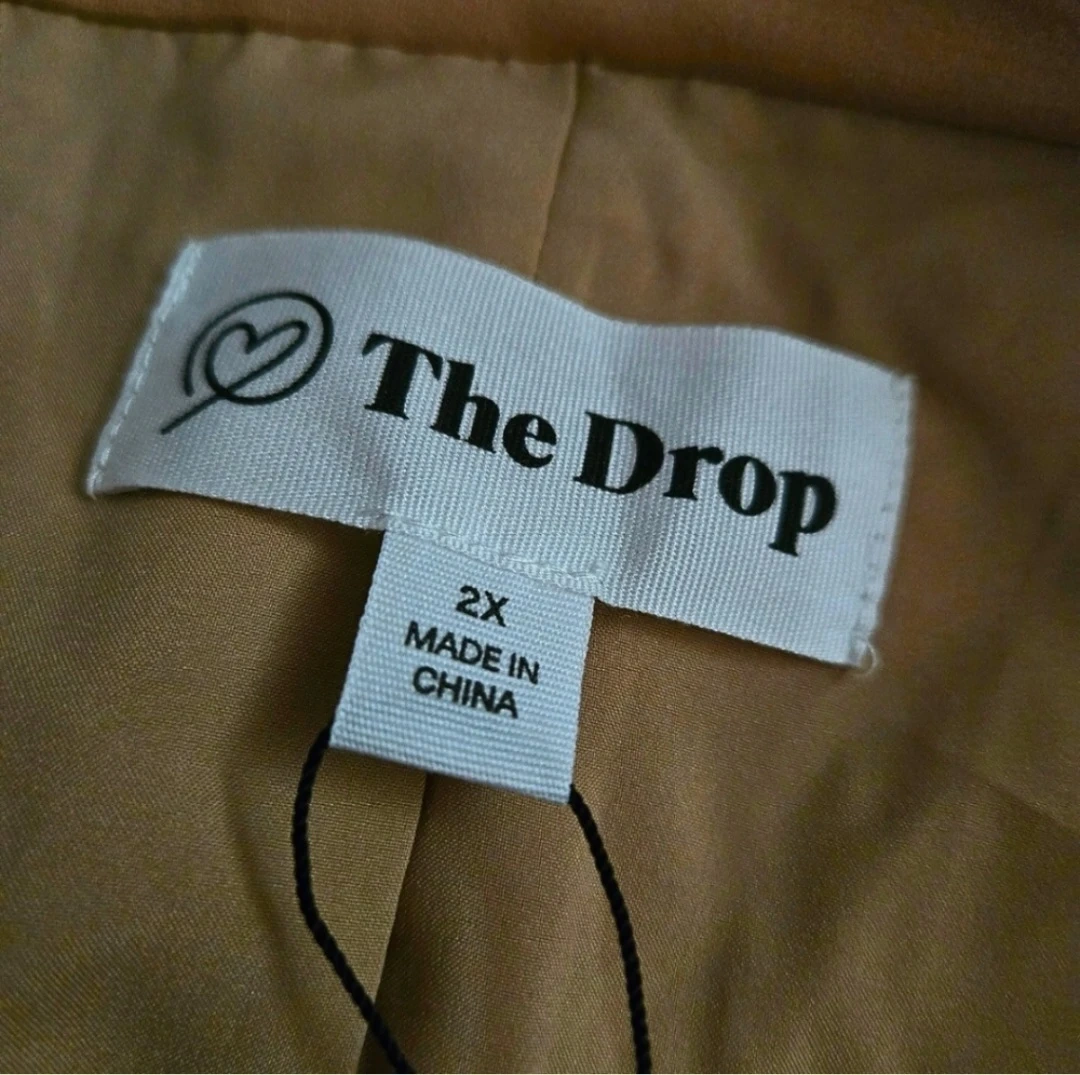 The Drop
2X
MADE IN
CHINA